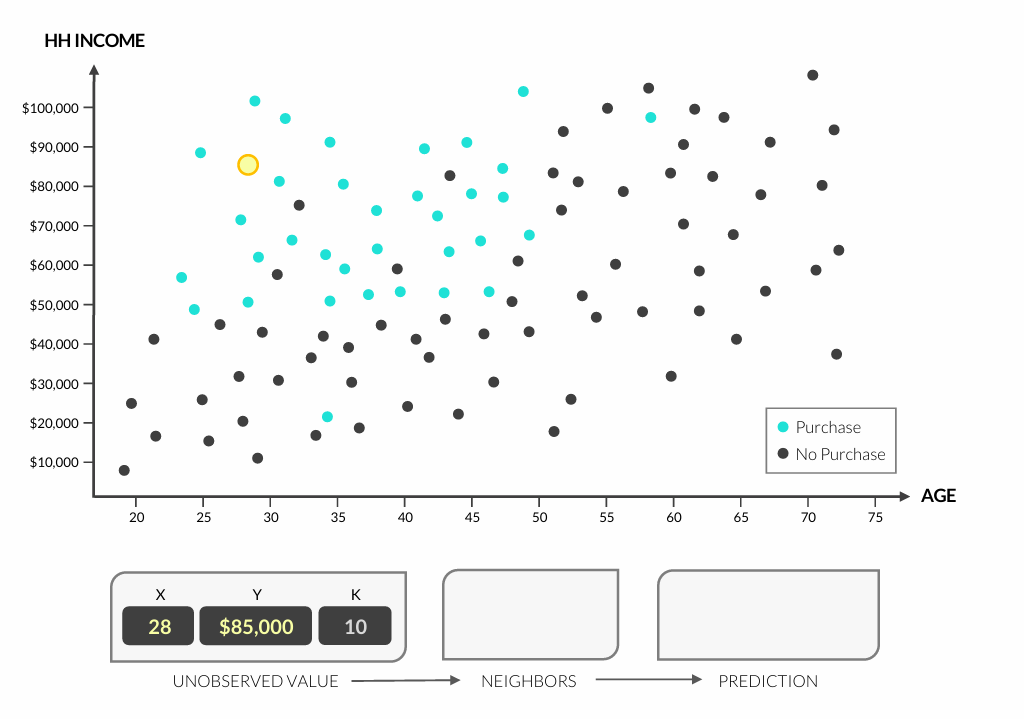 HH INCOME
$100,000
$90,000
$80,000
$70,000
$60,000
$50,000
$40,000
$30,000
$20,000
$10,000
Purchase
No Purchase
20 25 30 35 40 45 50 55 60 65 70 75
AGE
X Y K
28 $85,000 10
UNOBSERVED VALUE NEIGHBORS PREDICTION